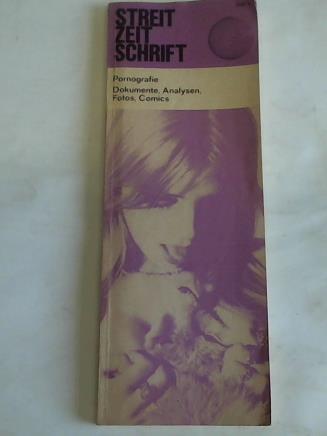 STREIT
ZEIT
SCHRIFT
Pornografie
Dokumente, Analysen,
Fotos, Comics